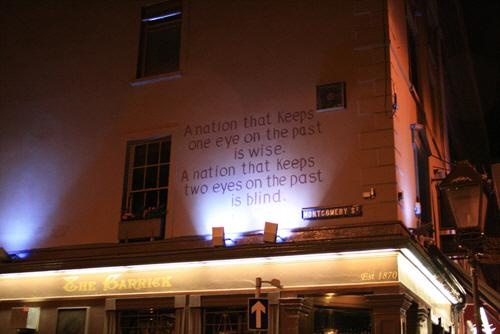 A nation that keeps
one eye on the past
is wise.
A nation that keeps
two eyes on the past
is blind.
MONTGOMERY ST
THE GARRICK
Est 1870